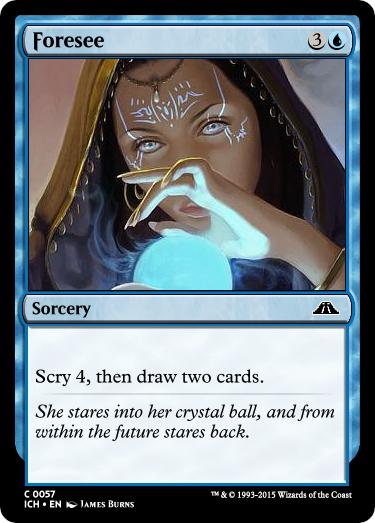 Foresee 3
Sorcery
Scry 4, then draw two cards.
She stares into her crystal ball, and from
within the future stares back.
C 0057
ICH • EN James Burns
™ & © 1993-2015 Wizards of the Coast